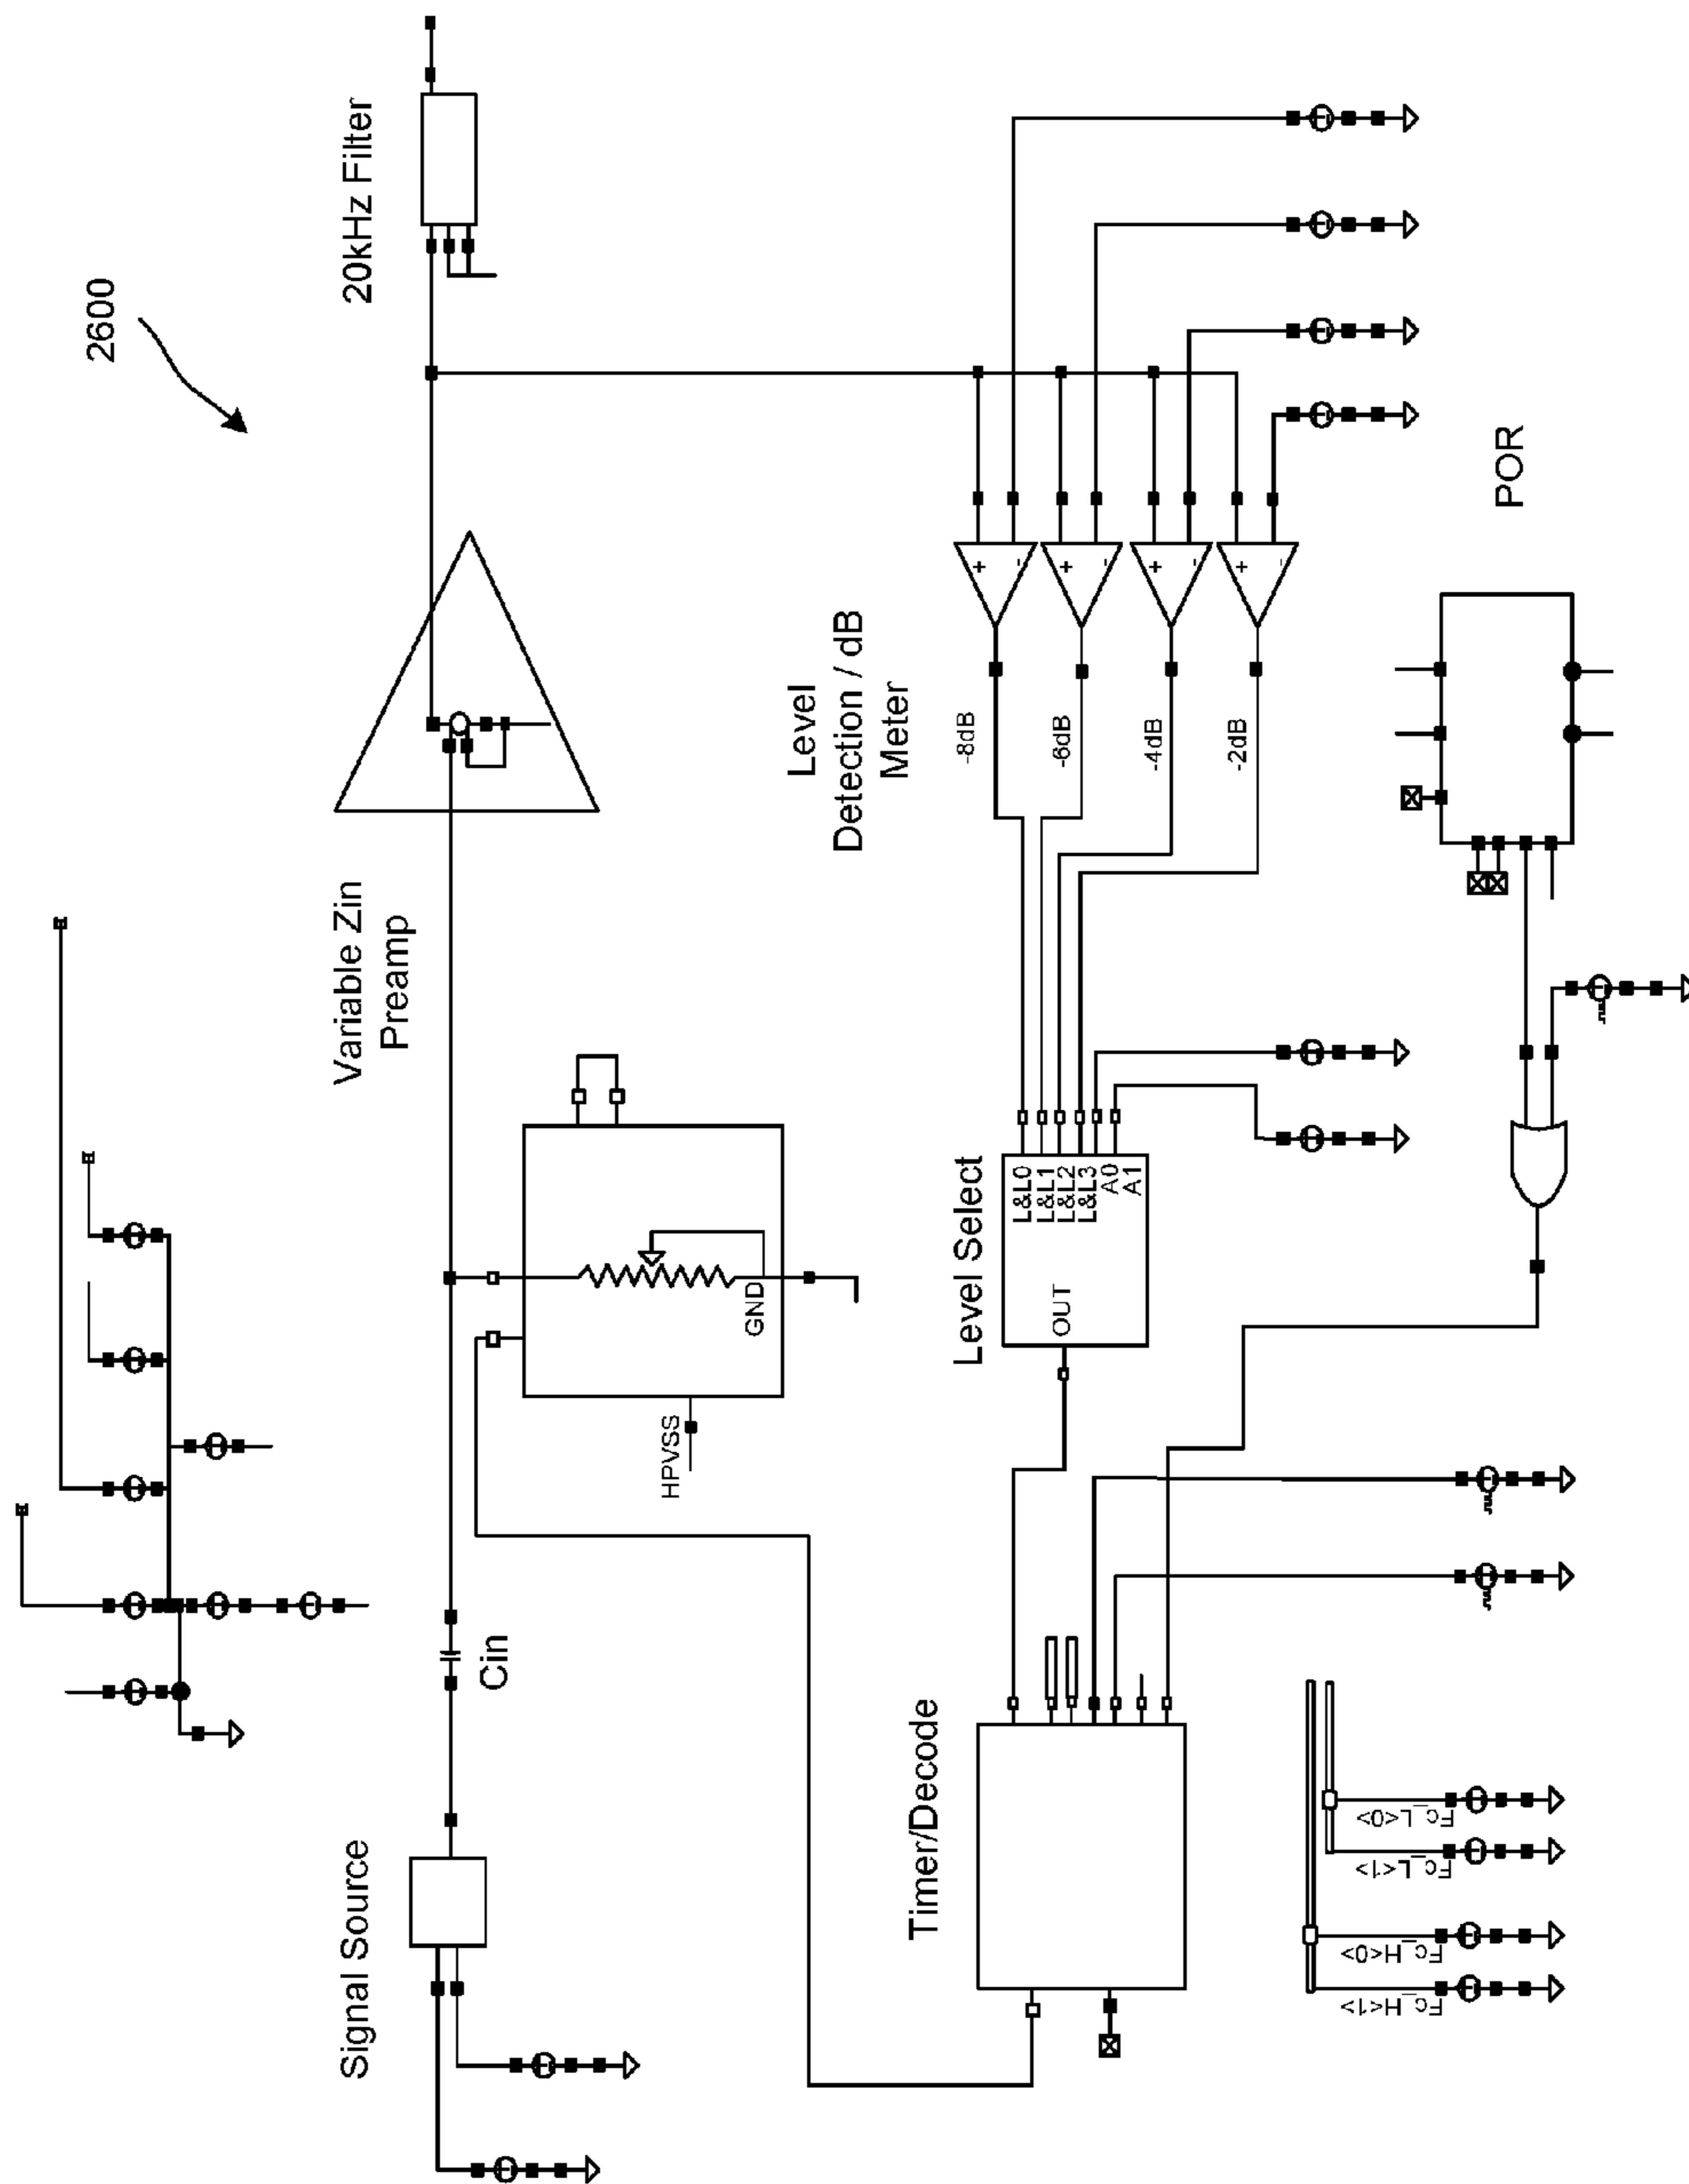 2600
20kHz Filter
Variable Zin
Preamp
Signal Source
Cin
HPVSS
GND
Level
Detection / dB
Meter
-8dB
-6dB
-4dB
-2dB
+
-
+
-
+
-
+
-
Level Select
L&L0
L&L1
L&L2
L&L3
A0
A1
OUT
POR
Timer/Decode
Fc_L<0>
Fc_L<1>
Fc_H<0>
Fc_H<1>